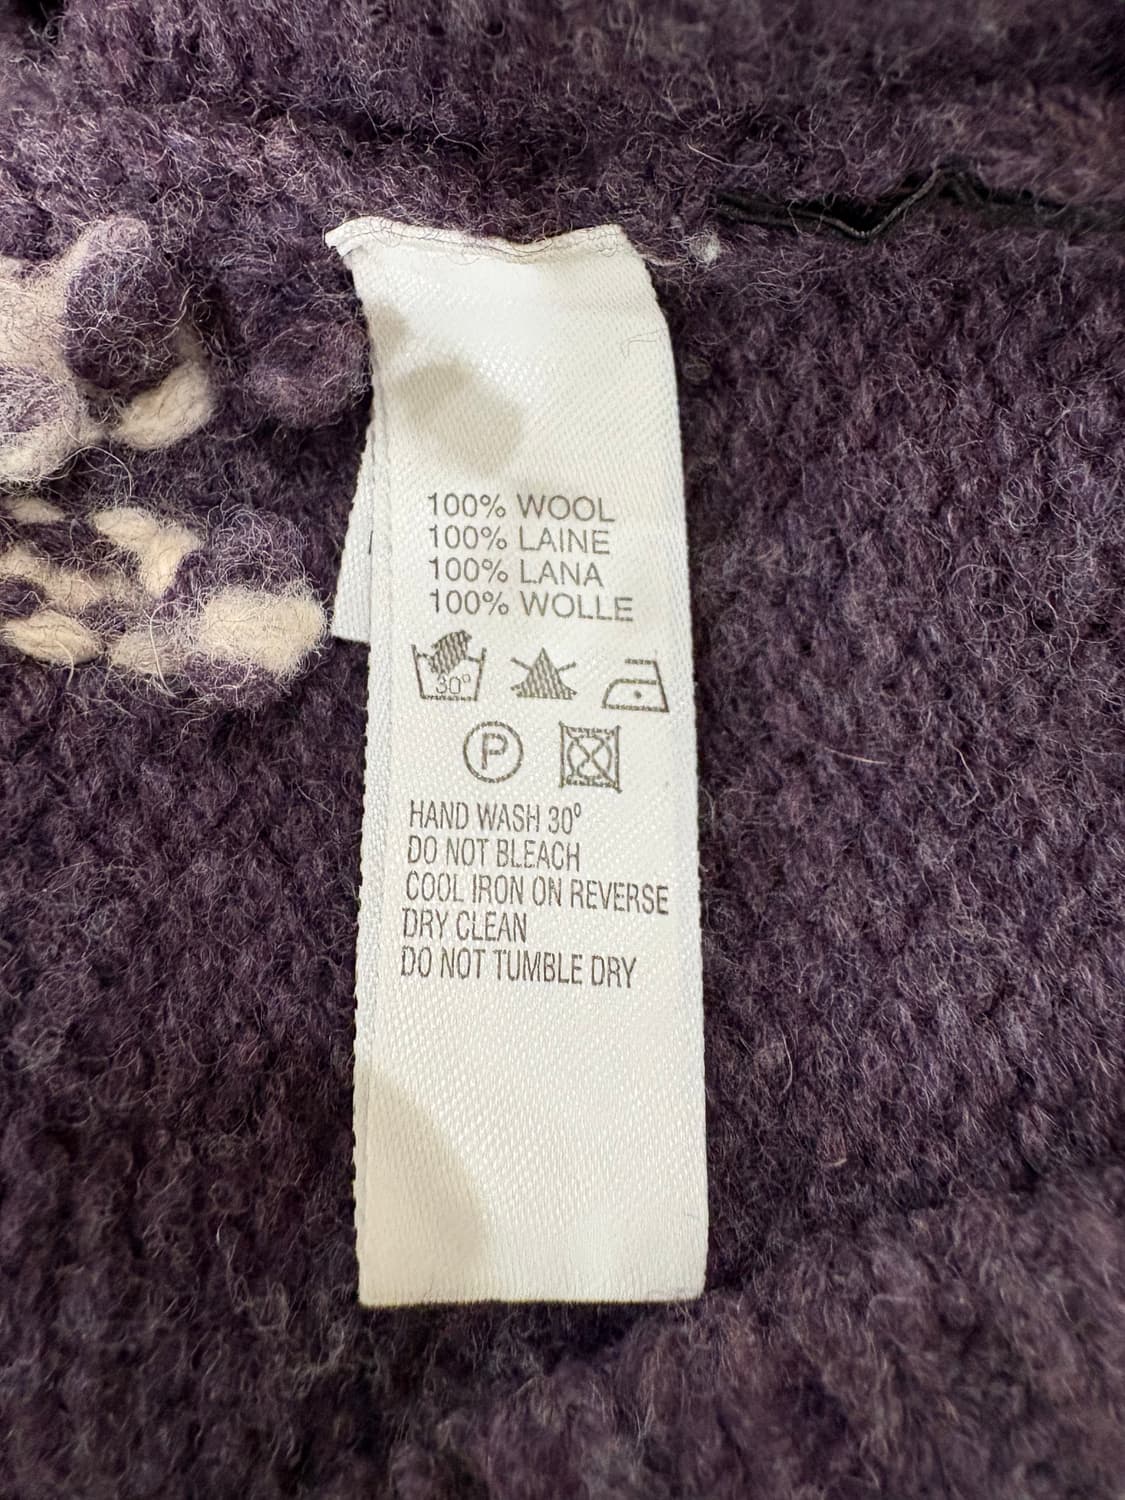 100% WOOL
100% LAINE
100% LANA
100% WOLLE
30°
P
HAND WASH 30°
DO NOT BLEACH
COOL IRON ON REVERSE
DRY CLEAN
DO NOT TUMBLE DRY